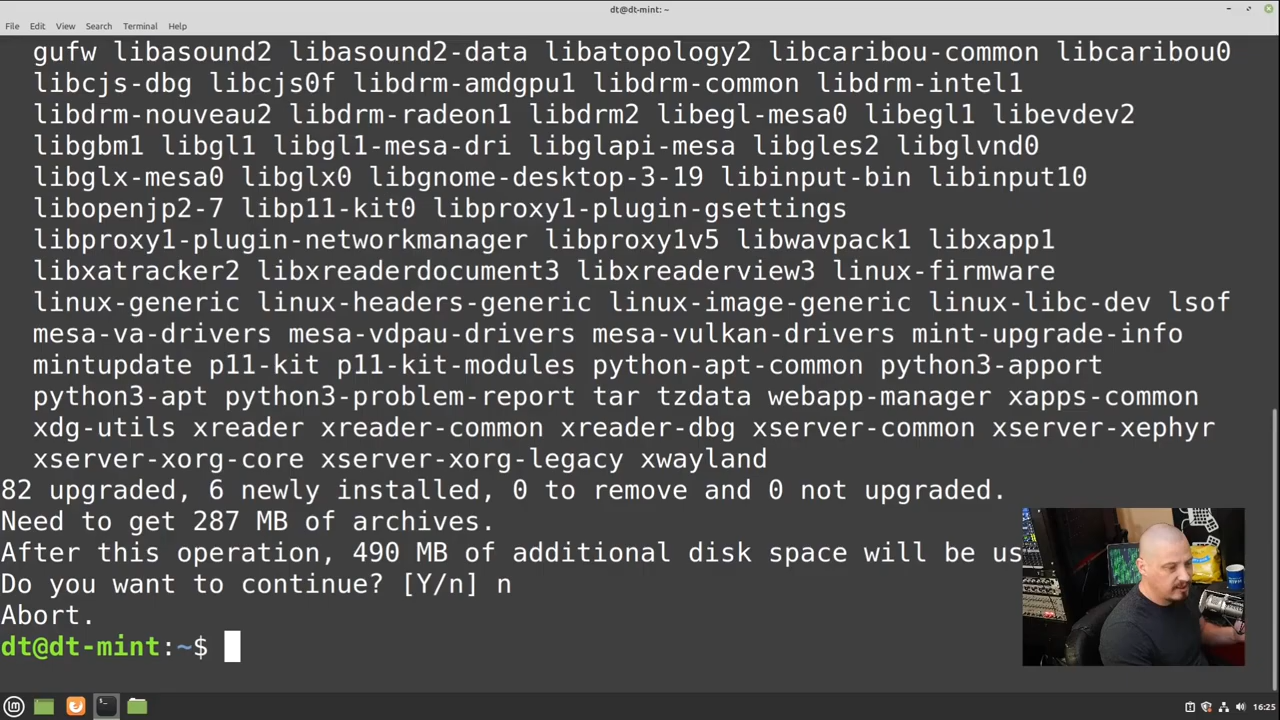 dt@dt-mint: ~
File Edit View Search Terminal Help
gufw libasound2 libasound2-data libatopology2 libcaribou-common libcaribou0
libcjs-dbg libcjs0f libdrm-amdgpu1 libdrm-common libdrm-intel1
libdrm-nouveau2 libdrm-radeon1 libdrm2 libegl-mesa0 libegl1 libevdev2
libgbm1 libgl1 libgl1-mesa-dri libglapi-mesa libgles2 libglvnd0
libglx-mesa0 libglx0 libgnome-desktop-3-19 libinput-bin libinput10
libopenjp2-7 libp11-kit0 libproxy1-plugin-gsettings
libproxy1-plugin-networkmanager libproxy1v5 libwavpack1 libxapp1
libxatracker2 libxreaderdocument3 libxreaderview3 linux-firmware
linux-generic linux-headers-generic linux-image-generic linux-libc-dev lsof
mesa-va-drivers mesa-vdpau-drivers mesa-vulkan-drivers mint-upgrade-info
mintupdate p11-kit p11-kit-modules python-apt-common python3-apport
python3-apt python3-problem-report tar tzdata webapp-manager xapps-common
xdg-utils xreader xreader-common xreader-dbg xserver-common xserver-xephyr
xserver-xorg-core xserver-xorg-legacy xwayland
82 upgraded, 6 newly installed, 0 to remove and 0 not upgraded.
Need to get 287 MB of archives.
After this operation, 490 MB of additional disk space will be us
Do you want to continue? [Y/n] n
Abort.
dt@dt-mint:~$
16:25